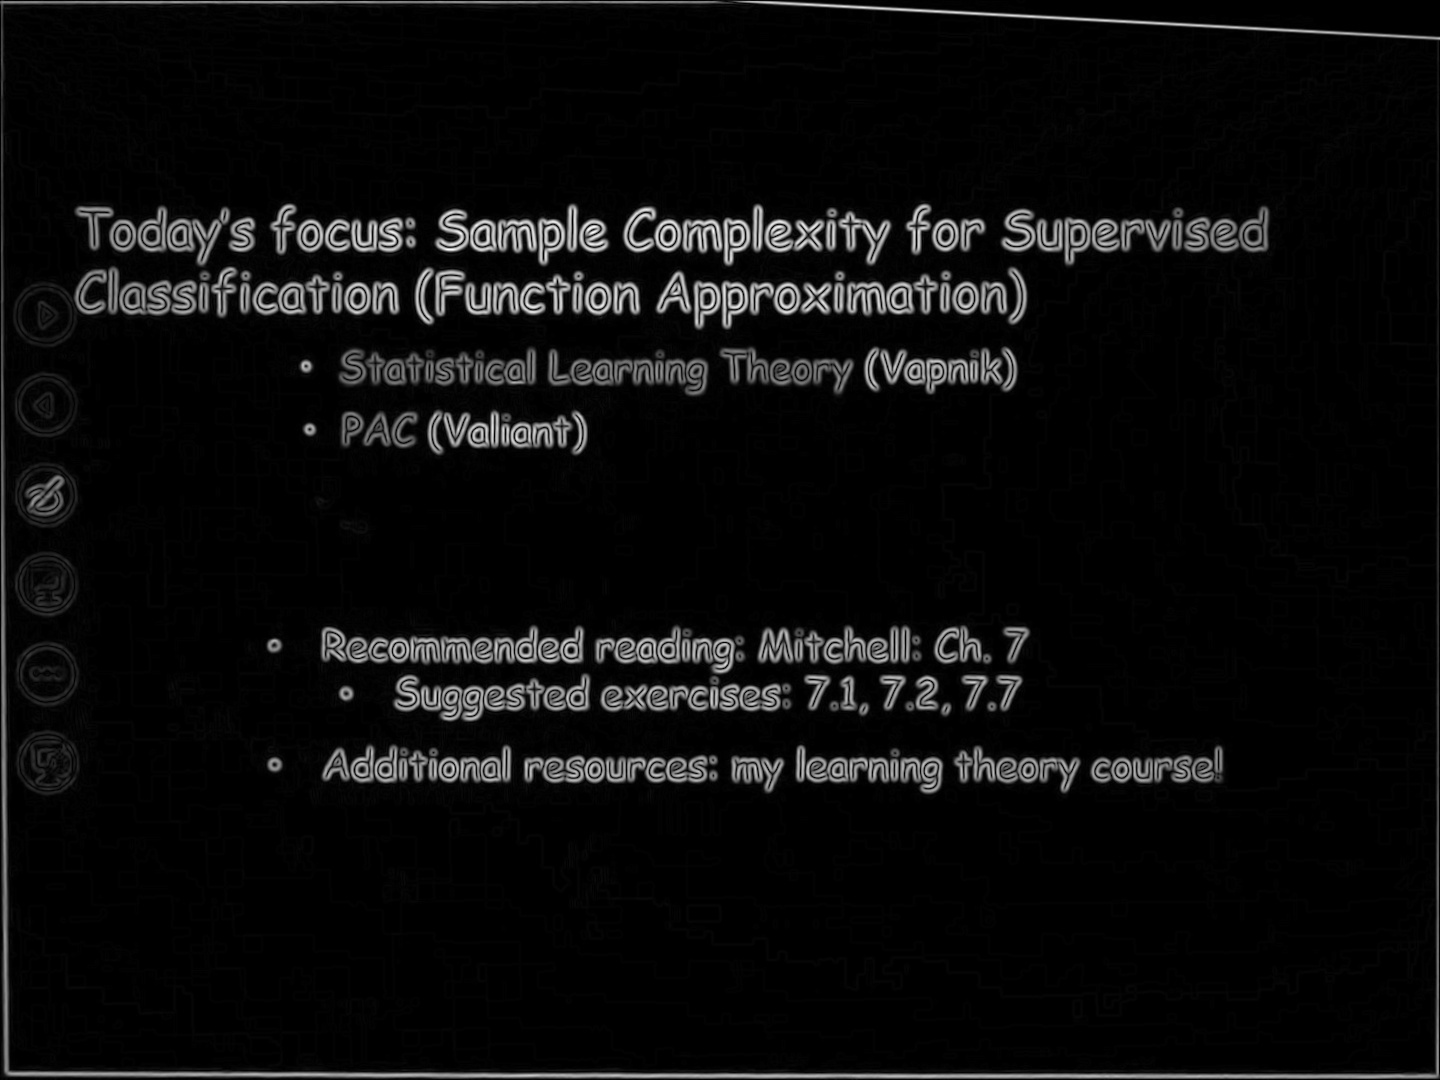 Today's focus: Sample Complexity for Supervised
Classification (Function Approximation)
• Statistical Learning Theory (Vapnik)
• PAC (Valiant)
• Recommended reading: Mitchell: Ch. 7
• Suggested exercises: 7.1, 7.2, 7.7
• Additional resources: my learning theory course!